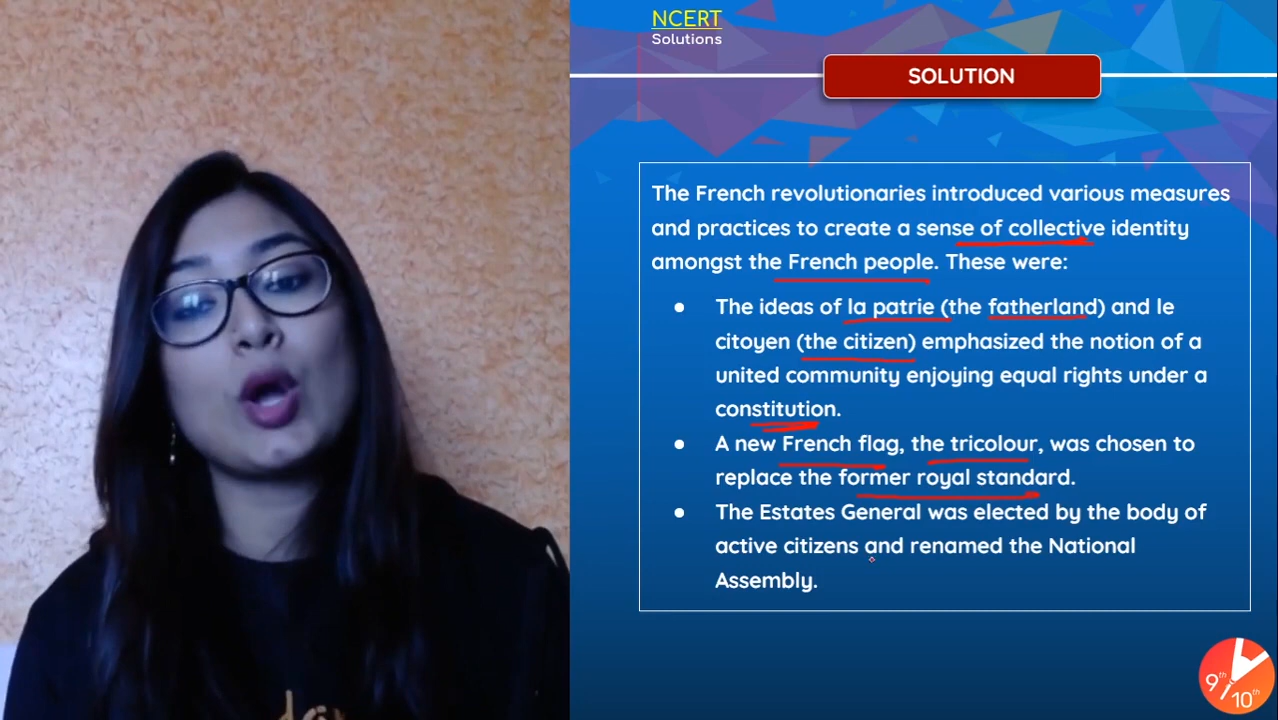 NCERT
Solutions
SOLUTION
The French revolutionaries introduced various measures
and practices to create a sense of collective identity
amongst the French people. These were:
● The ideas of la patrie (the fatherland) and le
citoyen (the citizen) emphasized the notion of a
united community enjoying equal rights under a
constitution.
● A new French flag, the tricolour, was chosen to
replace the former royal standard.
● The Estates General was elected by the body of
active citizens and renamed the National
Assembly.
9th
10th